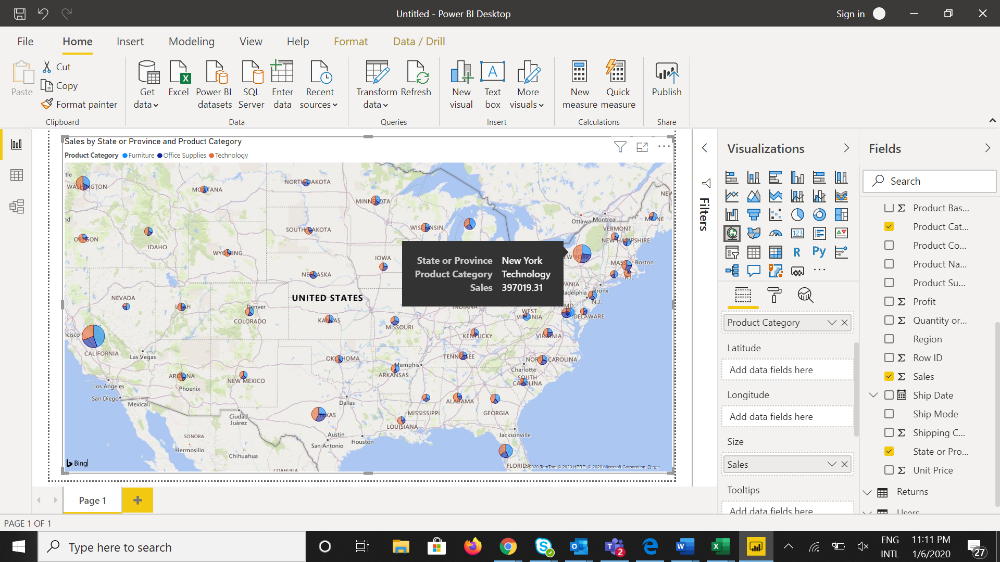 Untitled - Power BI Desktop
Sign in
File Home Insert Modeling View Help Format Data / Drill
Paste
Cut
Copy
Format painter
Clipboard
Get data
Excel
Power BI datasets
SQL Server
Enter data
Recent sources
Data
Transform data
Refresh
Queries
New visual
Text box
More visuals
Insert
New measure
Quick measure
Calculations
Publish
Share
Sales by State or Province and Product Category
Product Category Furniture Office Supplies Technology
WASHINGTON
MONTANA
NORTH DAKOTA
MINNESOTA
Ottawa
Montreal
MAINE
VERMONT
NEW HAMPSHIRE
OREGON
IDAHO
SOUTH DAKOTA
WISCONSIN
WYOMING
IOWA
NEBRASKA
MASS
Boston
R.I.
State or Province New York
Product Category Technology
Sales 397019.31
NEVADA
UTAH
Denver
COLORADO
UNITED STATES
KANSAS
MISSOURI
INDIANA
WEST VIRGINIA
MD
DELAWARE
Bronx
N.J.
CALIFORNIA
Las Vegas
KENTUCKY
VIRGINIA
OKLAHOMA
TENNESSEE
NORTH CAROLINA
Memphis
ARKANSAS
Charlotte
SOUTH CAROLINA
Los Angeles
ARIZONA
Phoenix
NEW MEXICO
San Diego
Mexicali
Dallas
MISSISSIPPI
ALABAMA
GEORGIA
Ciudad Juárez
TEXAS
LOUISIANA
Austin
San Antonio
Houston
Jacksonville
SONORA
Hermosillo
Chihuahua
COAHUILA
FLORIDA
Bing
2020 TomTom © 2020 HERE, © 2020 Microsoft Corporation Terms
Filters
Visualizations
123
R
Py
Product Category
Latitude
Add data fields here
Longitude
Add data fields here
Size
Sales
Tooltips
Add data fields here
Fields
Search
Product Bas...
Product Cat...
Product Co...
Product Na...
Product Su...
Profit
Quantity or...
Region
Row ID
Sales
Ship Date
Ship Mode
Shipping C...
State or Pro...
Unit Price
Returns
Users
Page 1
PAGE 1 OF 1
Type here to search
2
ENG
INTL
11:11 PM
1/6/2020
27